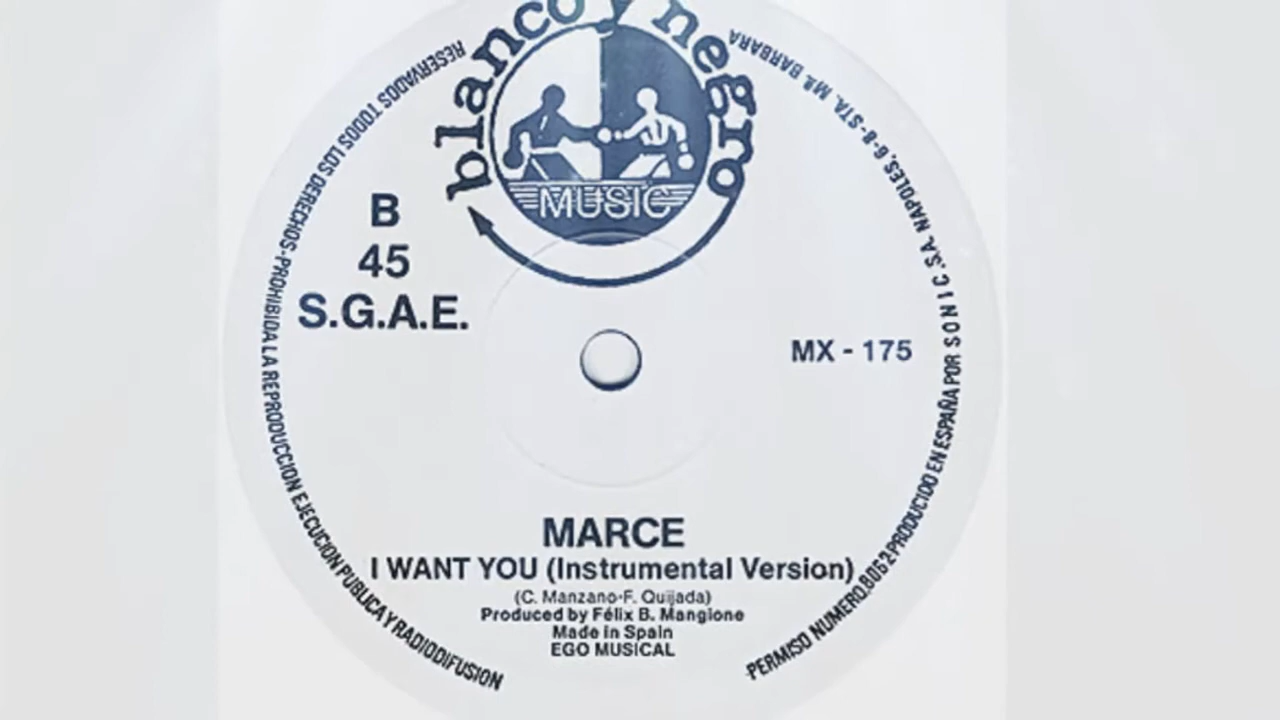 blanco y negro
MUSIC
B
45
S.G.A.E.
MX - 175
MARCE
I WANT YOU (Instrumental Version)
(C. Manzano-F. Quijada)
Produced by Félix B. Mangione
Made in Spain
EGO MUSICAL
RESERVADOS TODOS LOS DERECHOS-PROHIBIDA LA REPRODUCCION EJECUCION PUBLICA Y RADIODIFUSION
PERMISO NUMERO,8062 PRODUCIDO EN ESPAÑA POR SONIC,S.A. NAPOLES, 6-8-STA. Mª. BARBARA